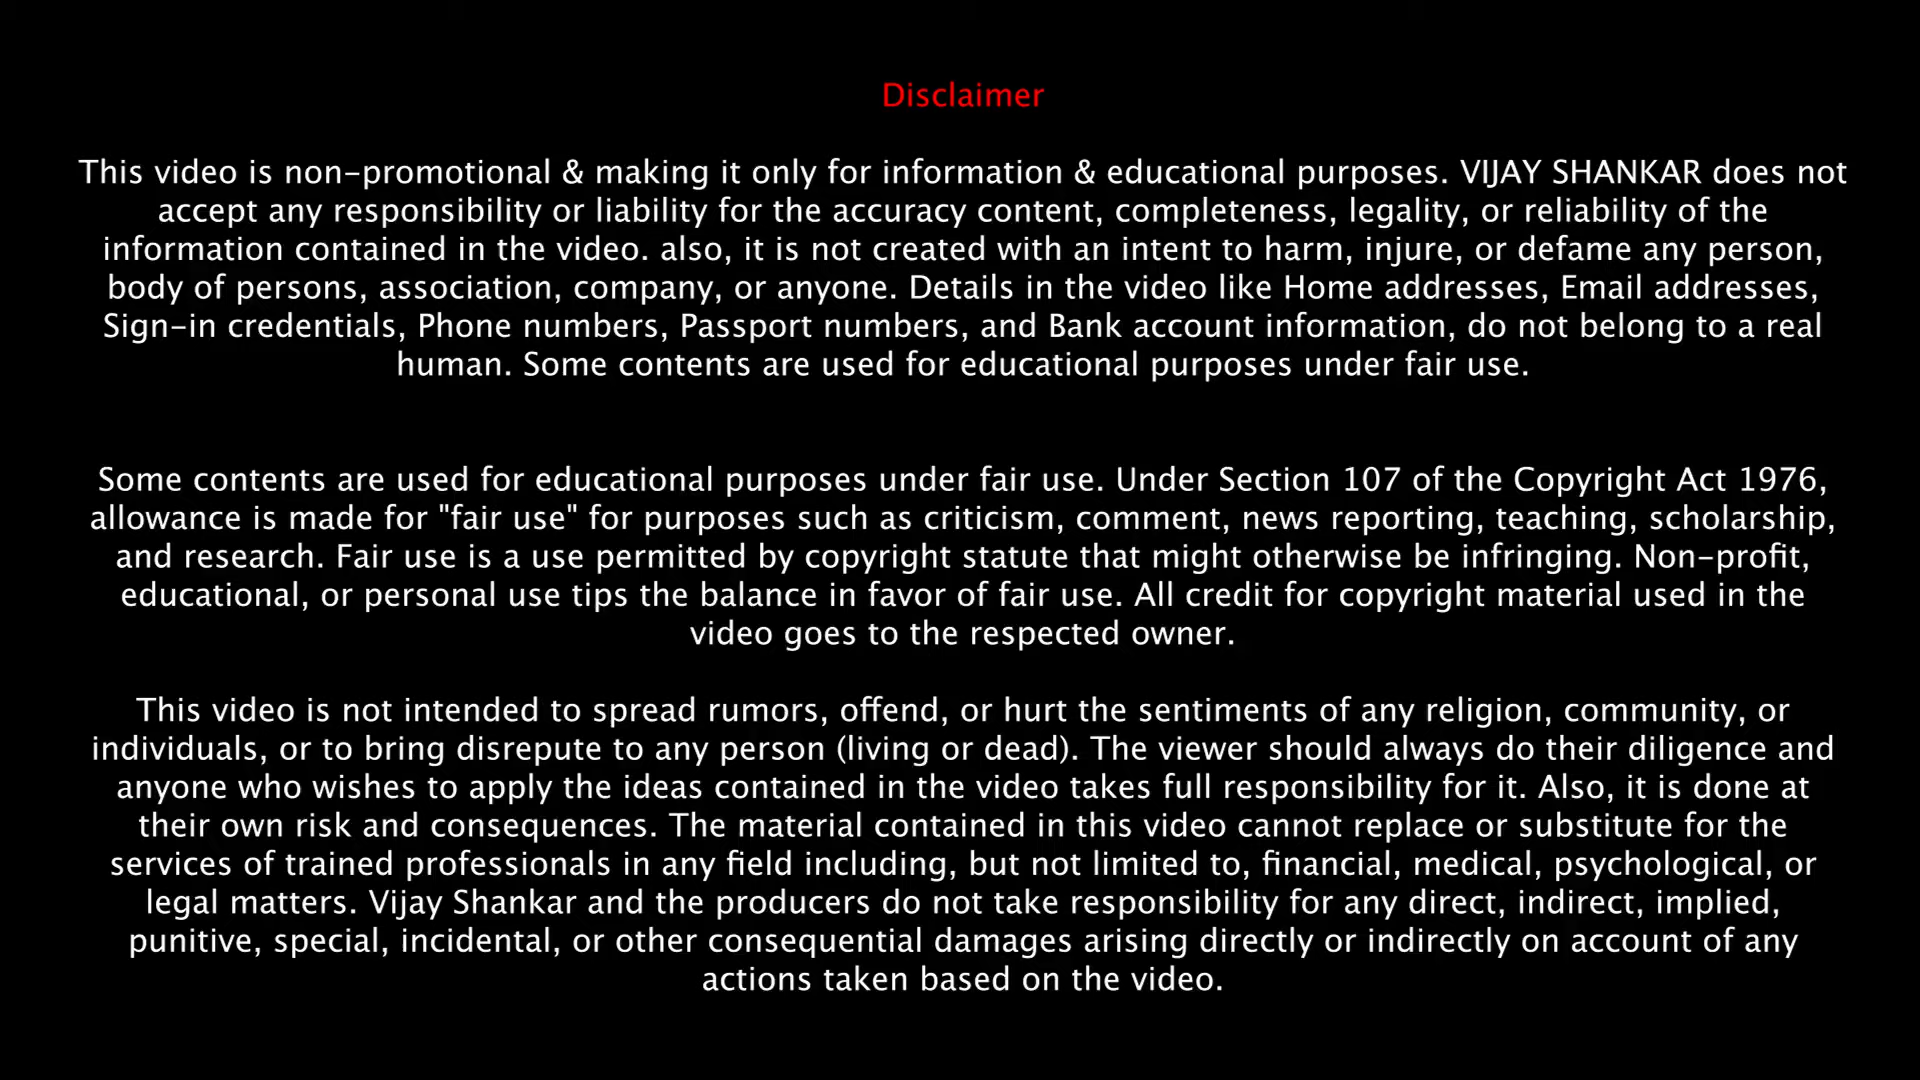 Disclaimer
This video is non-promotional & making it only for information & educational purposes. VIJAY SHANKAR does not
accept any responsibility or liability for the accuracy content, completeness, legality, or reliability of the
information contained in the video. also, it is not created with an intent to harm, injure, or defame any person,
body of persons, association, company, or anyone. Details in the video like Home addresses, Email addresses,
Sign-in credentials, Phone numbers, Passport numbers, and Bank account information, do not belong to a real
human. Some contents are used for educational purposes under fair use.
Some contents are used for educational purposes under fair use. Under Section 107 of the Copyright Act 1976,
allowance is made for "fair use" for purposes such as criticism, comment, news reporting, teaching, scholarship,
and research. Fair use is a use permitted by copyright statute that might otherwise be infringing. Non-profit,
educational, or personal use tips the balance in favor of fair use. All credit for copyright material used in the
video goes to the respected owner.
This video is not intended to spread rumors, offend, or hurt the sentiments of any religion, community, or
individuals, or to bring disrepute to any person (living or dead). The viewer should always do their diligence and
anyone who wishes to apply the ideas contained in the video takes full responsibility for it. Also, it is done at
their own risk and consequences. The material contained in this video cannot replace or substitute for the
services of trained professionals in any field including, but not limited to, financial, medical, psychological, or
legal matters. Vijay Shankar and the producers do not take responsibility for any direct, indirect, implied,
punitive, special, incidental, or other consequential damages arising directly or indirectly on account of any
actions taken based on the video.